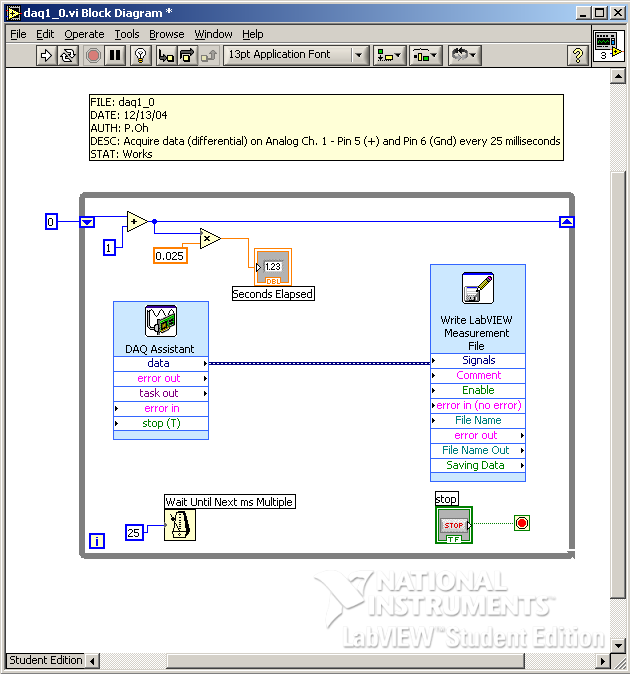 daq1_0.vi Block Diagram *
File Edit Operate Tools Browse Window Help
13pt Application Font
?
3
FILE: daq1_0
DATE: 12/13/04
AUTH: P.Oh
DESC: Acquire data (differential) on Analog Ch. 1 - Pin 5 (+) and Pin 6 (Gnd) every 25 milliseconds
STAT: Works
0
+
1
x
0.025
1.23
DBL
Seconds Elapsed
DAQ Assistant
data
error out
task out
error in
stop (T)
Write LabVIEW
Measurement
File
Signals
Comment
Enable
error in (no error)
File Name
error out
File Name Out
Saving Data
Wait Until Next ms Multiple
25
i
stop
STOP
TF
NATIONAL
INSTRUMENTS™
LabVIEW™ Student Edition
Student Edition